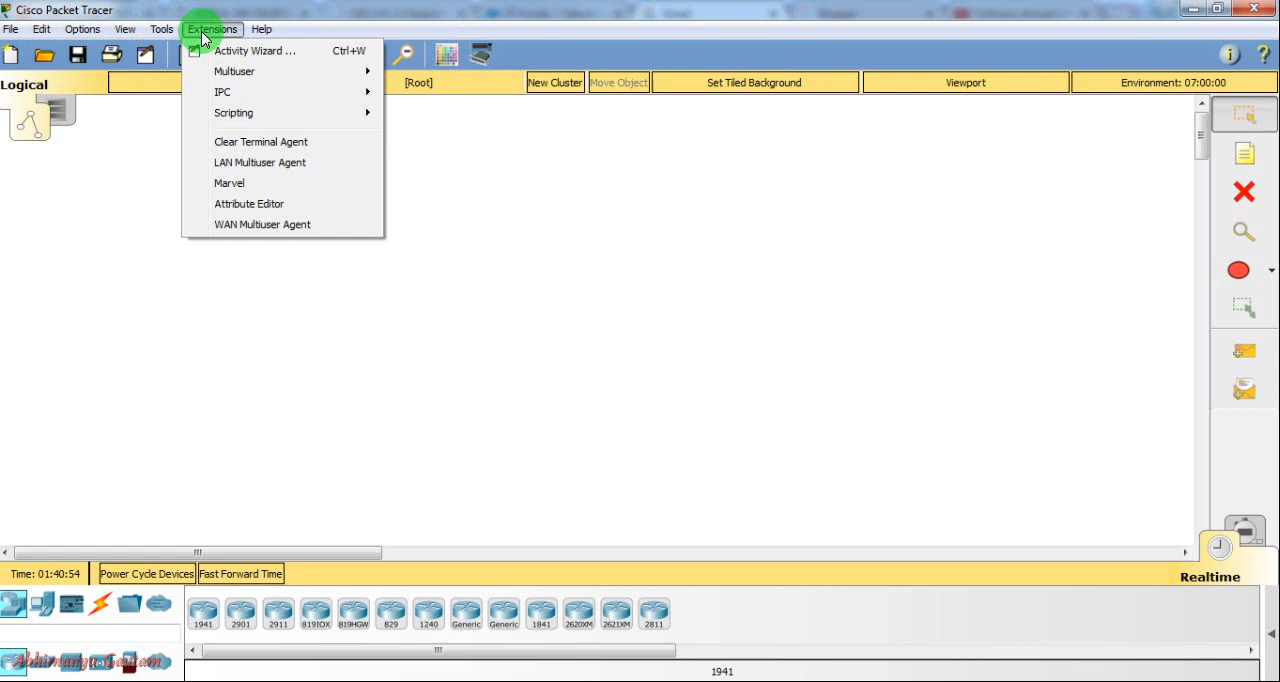 Cisco Packet Tracer
File Edit Options View Tools Extensions Help
Activity Wizard ... Ctrl+W
Multiuser
IPC
Scripting
Clear Terminal Agent
LAN Multiuser Agent
Marvel
Attribute Editor
WAN Multiuser Agent
Logical [Root] New Cluster Move Object Set Tiled Background Viewport Environment: 07:00:00
Time: 01:40:54 Power Cycle Devices Fast Forward Time Realtime
1941 2901 2911 819IOX 819HGW 829 1240 Generic Generic 1841 2620XM 2621XM 2811
Abhimanyu Gautam
1941